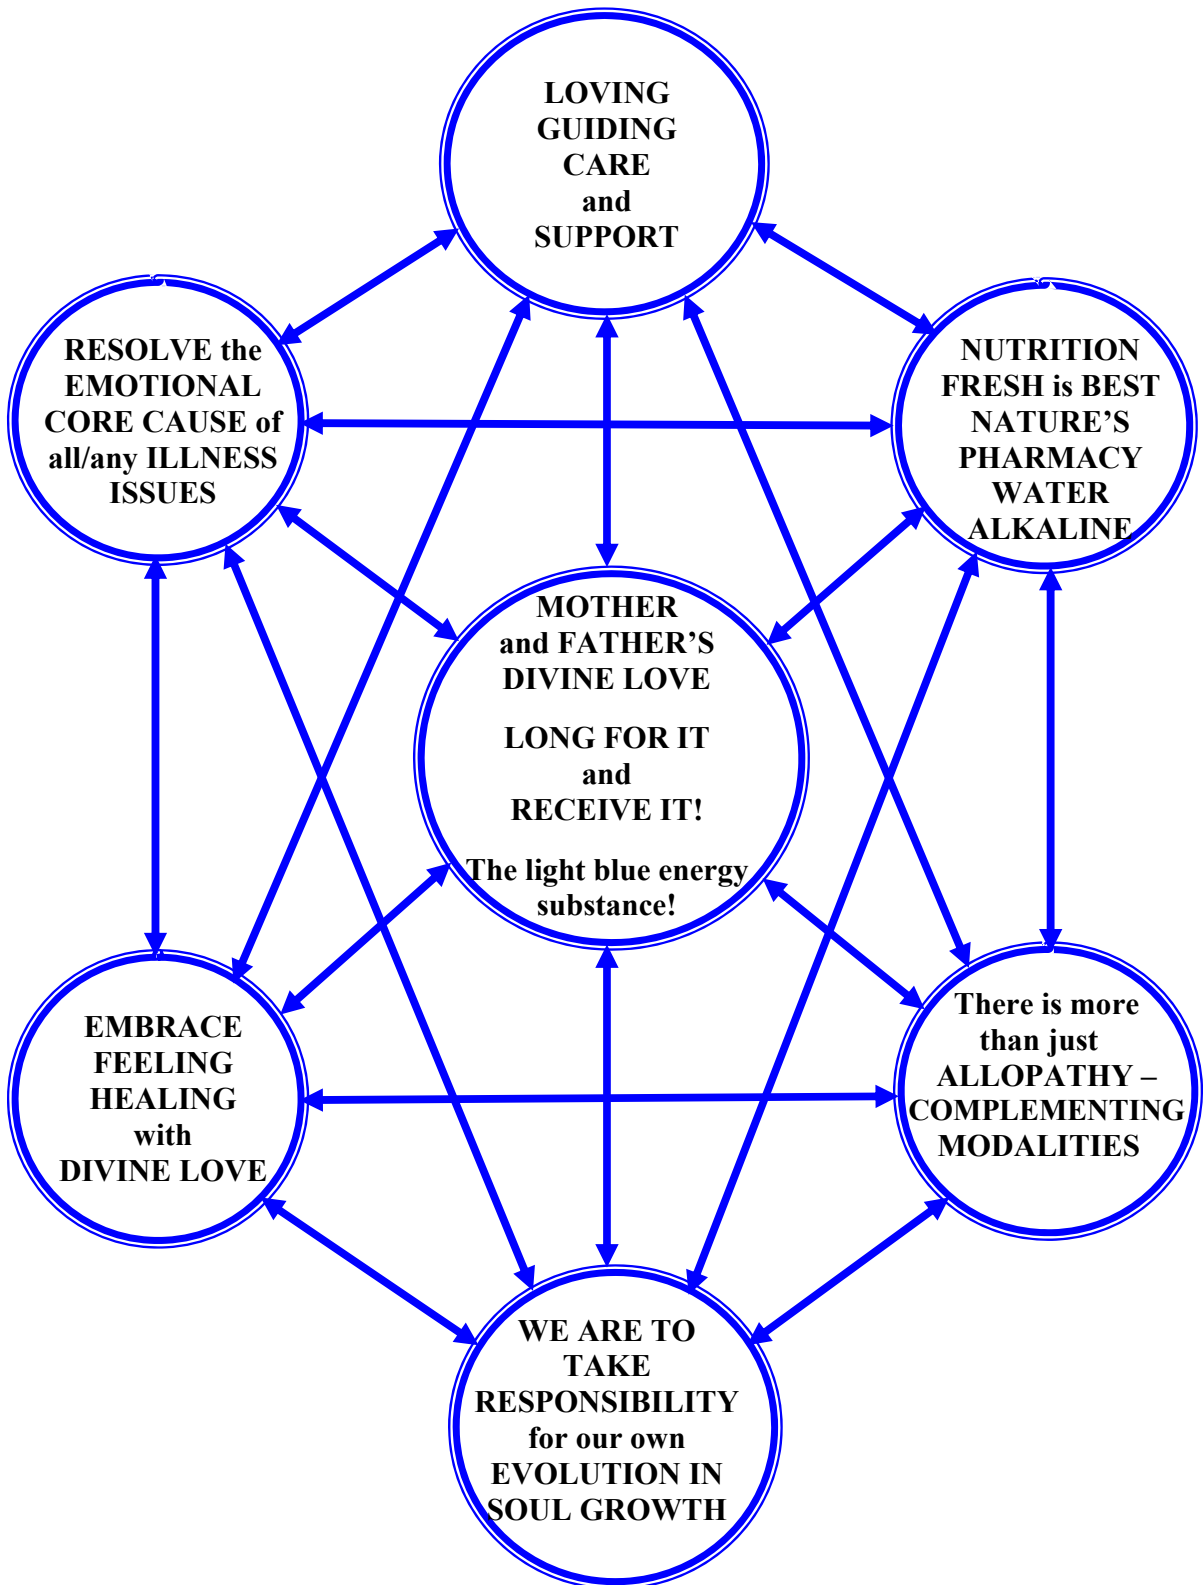 LOVING
GUIDING
CARE
and
SUPPORT
RESOLVE the
EMOTIONAL
CORE CAUSE of
all/any ILLNESS
ISSUES
NUTRITION
FRESH is BEST
NATURE’S
PHARMACY
WATER
ALKALINE
MOTHER
and FATHER’S
DIVINE LOVE
LONG FOR IT
and
RECEIVE IT!
The light blue energy
substance!
EMBRACE
FEELING
HEALING
with
DIVINE LOVE
There is more
than just
ALLOPATHY –
COMPLEMENTING
MODALITIES
WE ARE TO
TAKE
RESPONSIBILITY
for our own
EVOLUTION IN
SOUL GROWTH